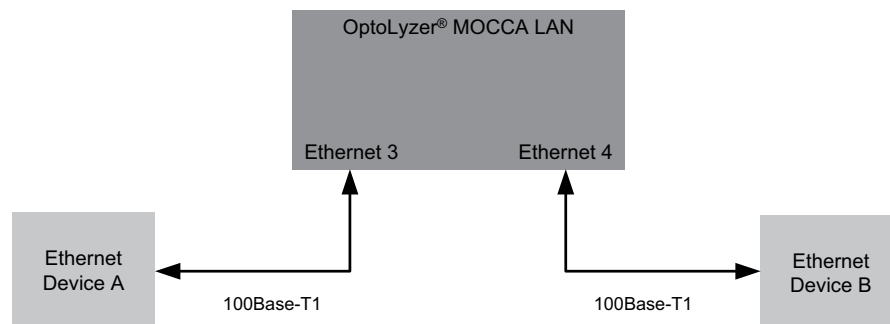 OptoLyzer® MOCCA LAN
Ethernet 3
Ethernet 4
Ethernet
Device A
100Base-T1
100Base-T1
Ethernet
Device B